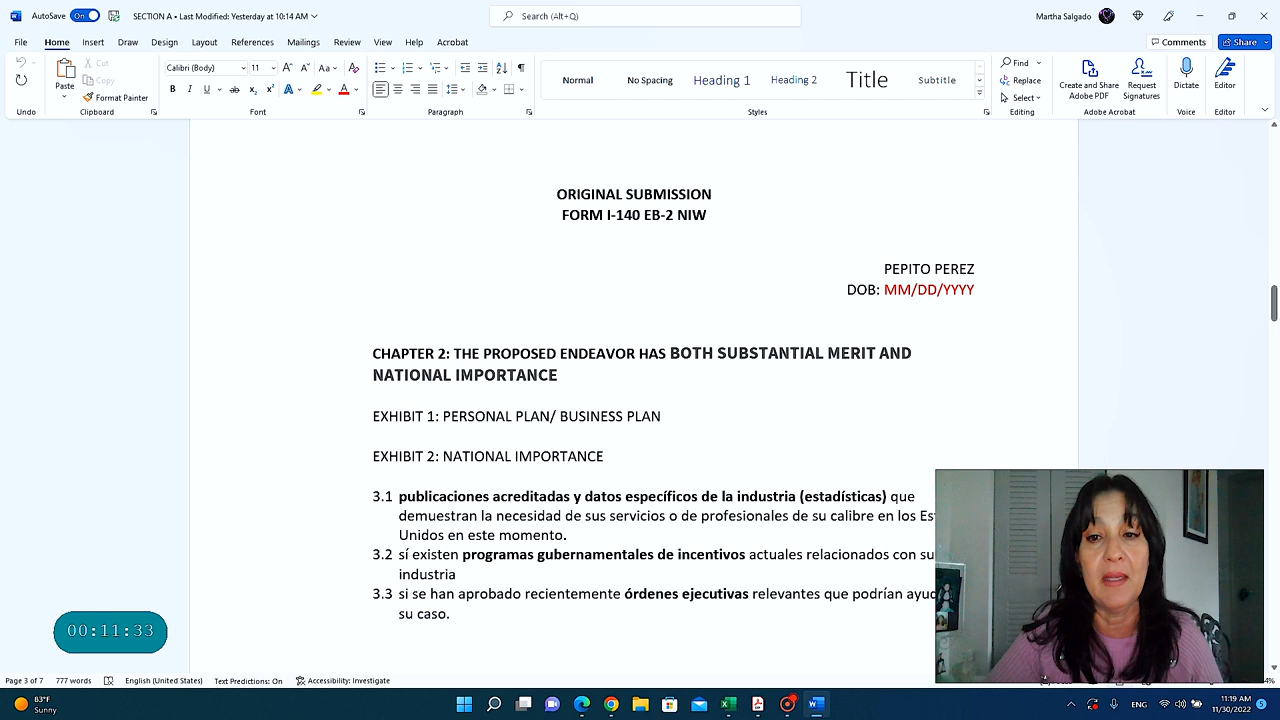 AutoSave On SECTION A • Last Modified: Yesterday at 10:14 AM Search (Alt+Q) Martha Salgado
File Home Insert Draw Design Layout References Mailings Review View Help Acrobat Comments Share
Paste Cut Copy Format Painter
Calibri (Body) 11
Normal No Spacing Heading 1 Heading 2 Title Subtitle
Find Replace Select
Create and Share Adobe PDF Request Signatures Dictate Editor
Undo Clipboard Font Paragraph Styles Editing Adobe Acrobat Voice Editor
ORIGINAL SUBMISSION
FORM I-140 EB-2 NIW
PEPITO PEREZ
DOB: MM/DD/YYYY
CHAPTER 2: THE PROPOSED ENDEAVOR HAS BOTH SUBSTANTIAL MERIT AND
NATIONAL IMPORTANCE
EXHIBIT 1: PERSONAL PLAN/ BUSINESS PLAN
EXHIBIT 2: NATIONAL IMPORTANCE
3.1 publicaciones acreditadas y datos específicos de la industria (estadísticas) que
demuestran la necesidad de sus servicios o de profesionales de su calibre en los Es
Unidos en este momento.
3.2 sí existen programas gubernamentales de incentivos actuales relacionados con su
industria
3.3 si se han aprobado recientemente órdenes ejecutivas relevantes que podrían ayu
su caso.
00:11:33
Page 3 of 7 777 words English (United States) Text Predictions: On Accessibility: Investigate
83°F
Sunny
ENG
11:19 AM
11/30/2022